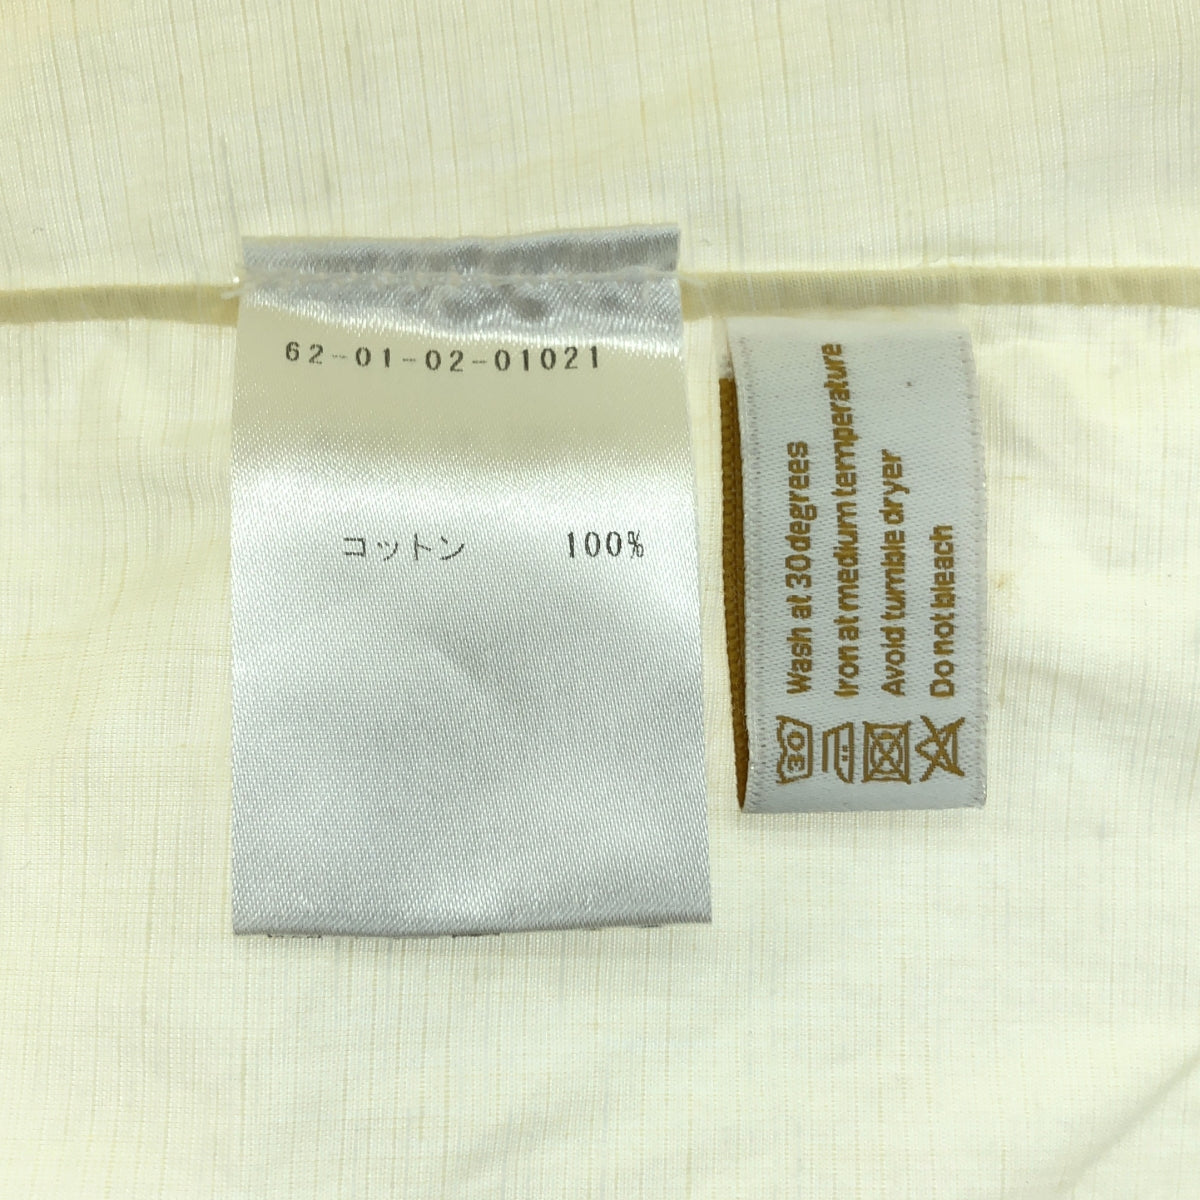 62-01-02-01021
コットン 100%
Wash at 30 degrees
Iron at medium temperature
Avoid tumble dryer
Do not bleach
30